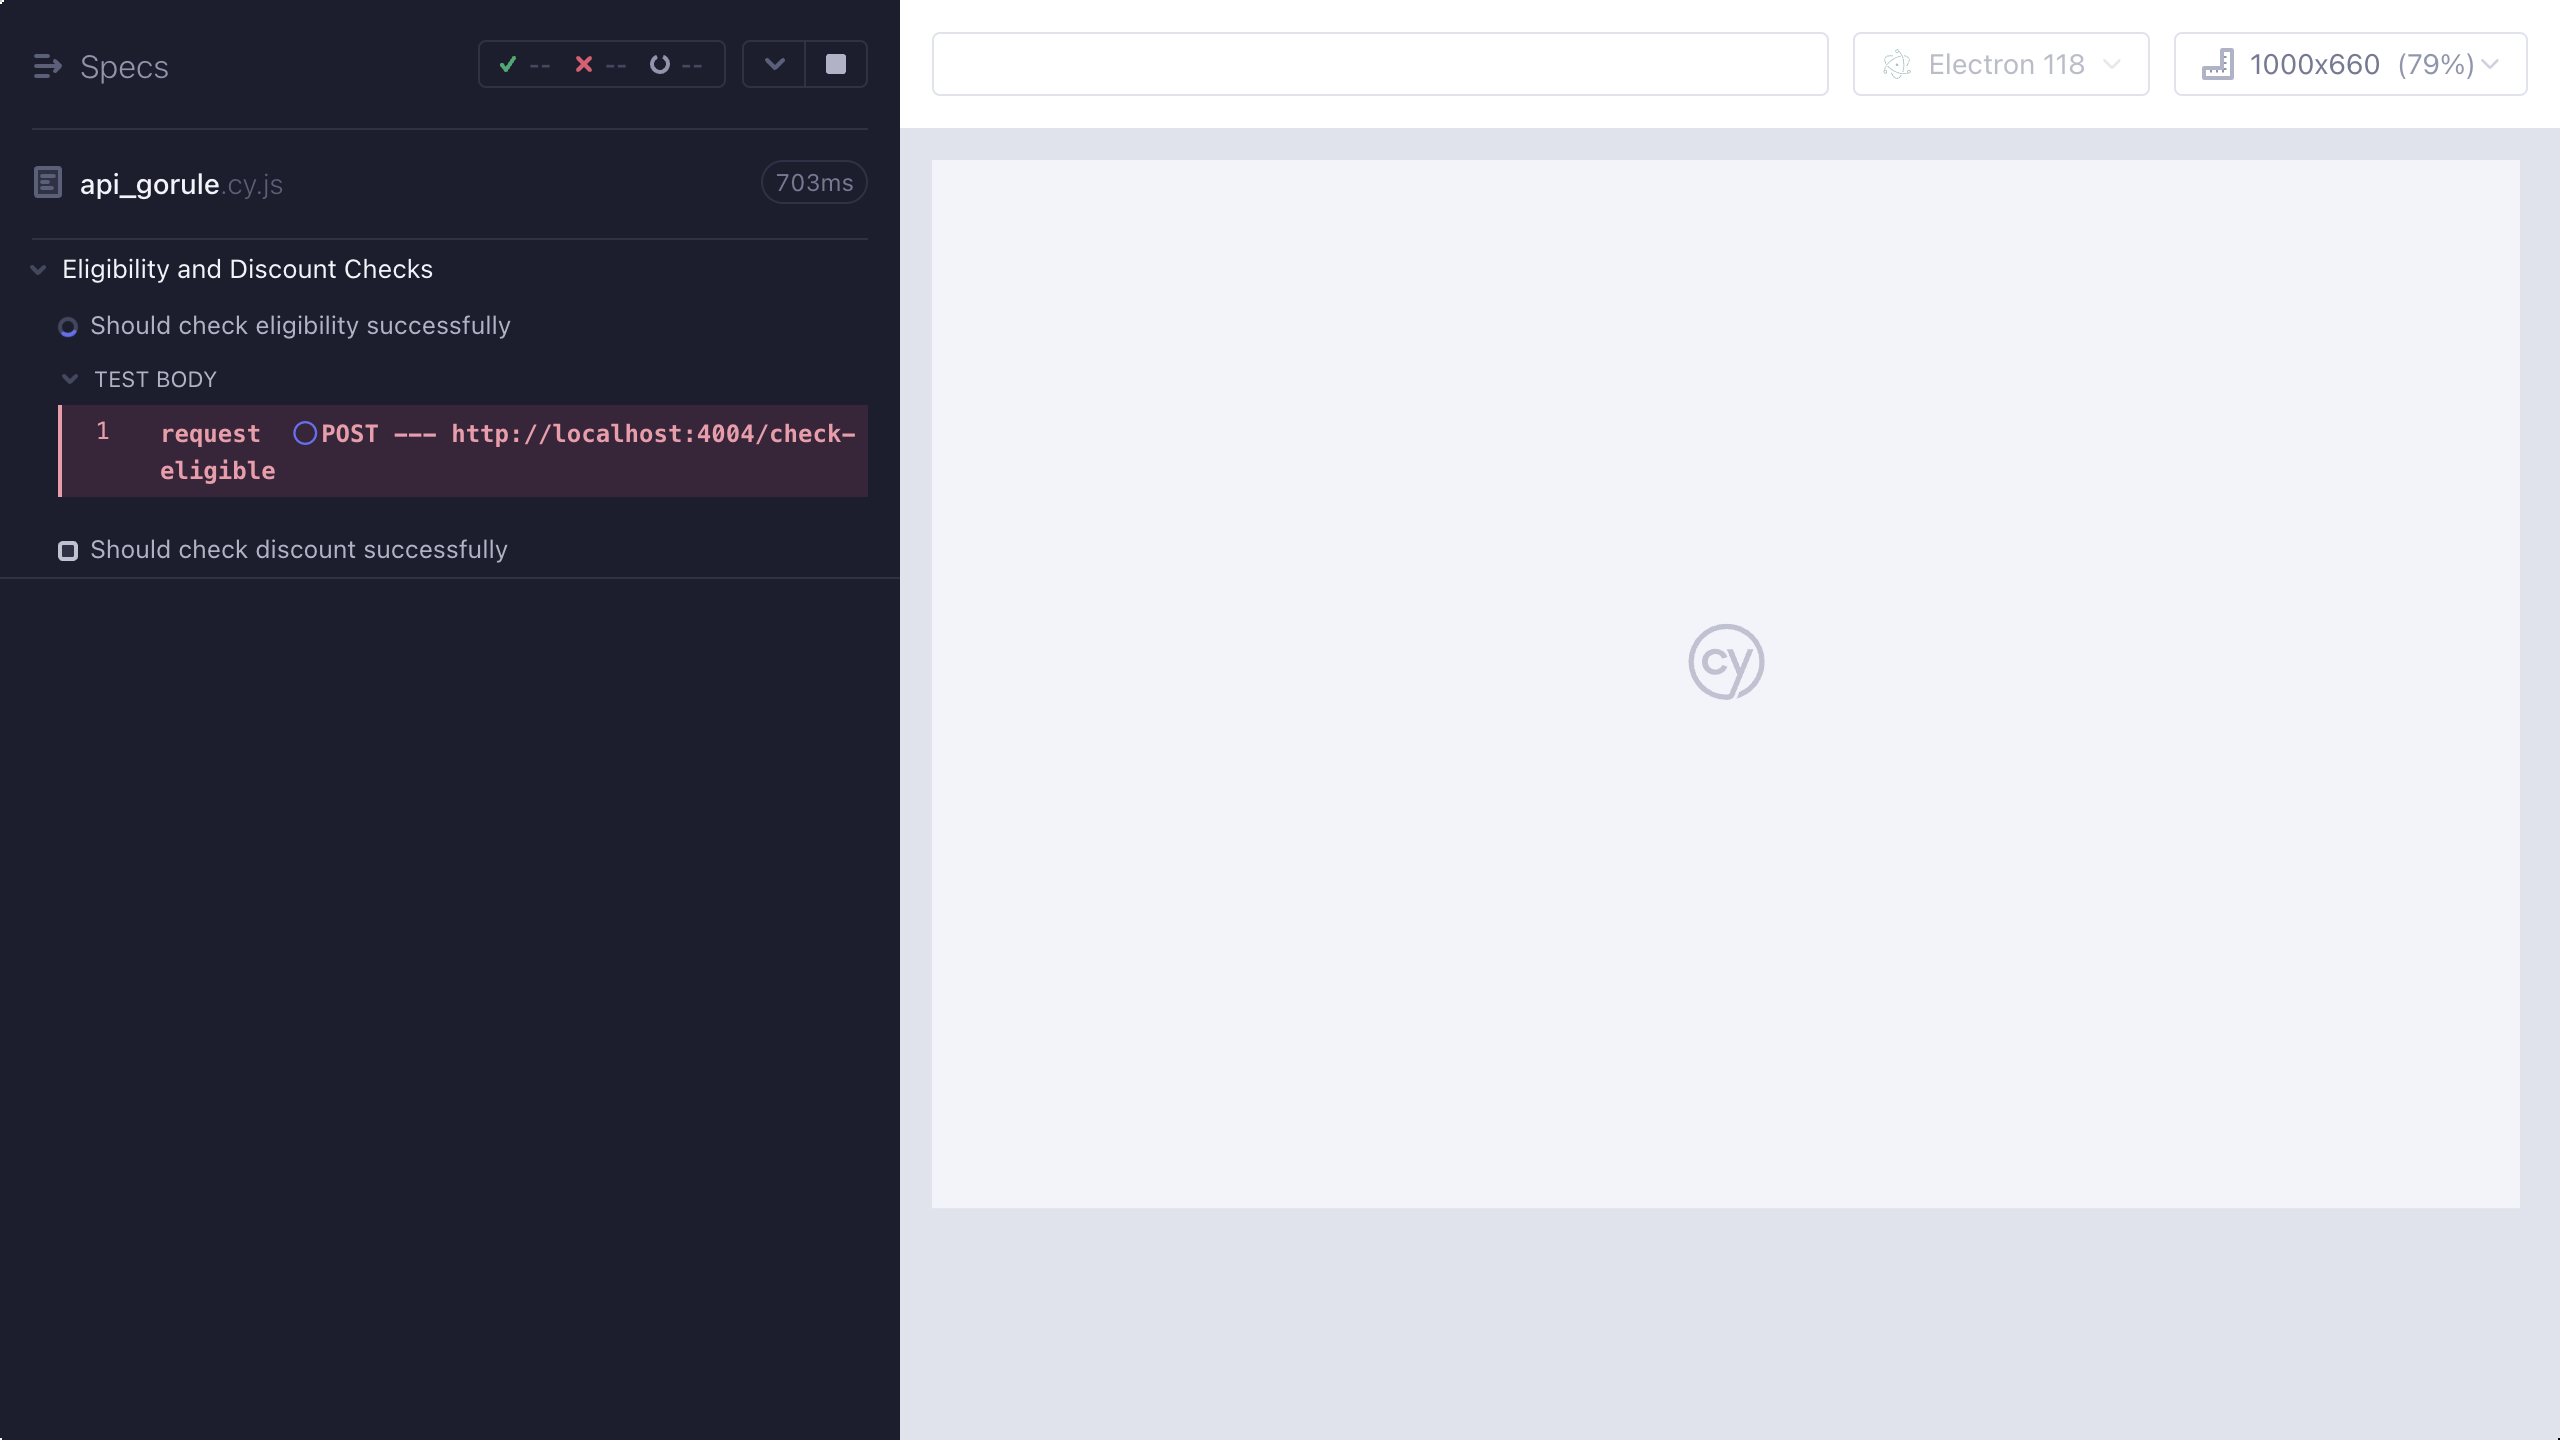 Specs
--
--
--
api_gorule.cy.js
703ms
Eligibility and Discount Checks
Should check eligibility successfully
TEST BODY
1 request POST --- http://localhost:4004/check-
eligible
Should check discount successfully
Electron 118
1000x660 (79%)
cy